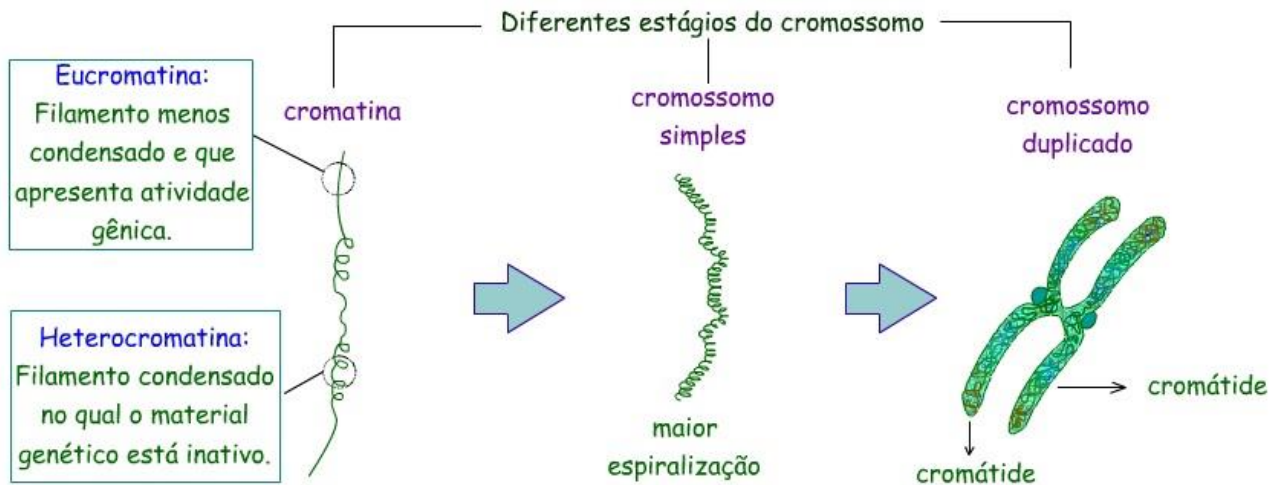 Diferentes estágios do cromossomo
Eucromatina:
Filamento menos
condensado e que
apresenta atividade
gênica.
Heterocromatina:
Filamento condensado
no qual o material
genético está inativo.
cromatina
cromossomo
simples
maior
espiralização
cromossomo
duplicado
cromátide
cromátide